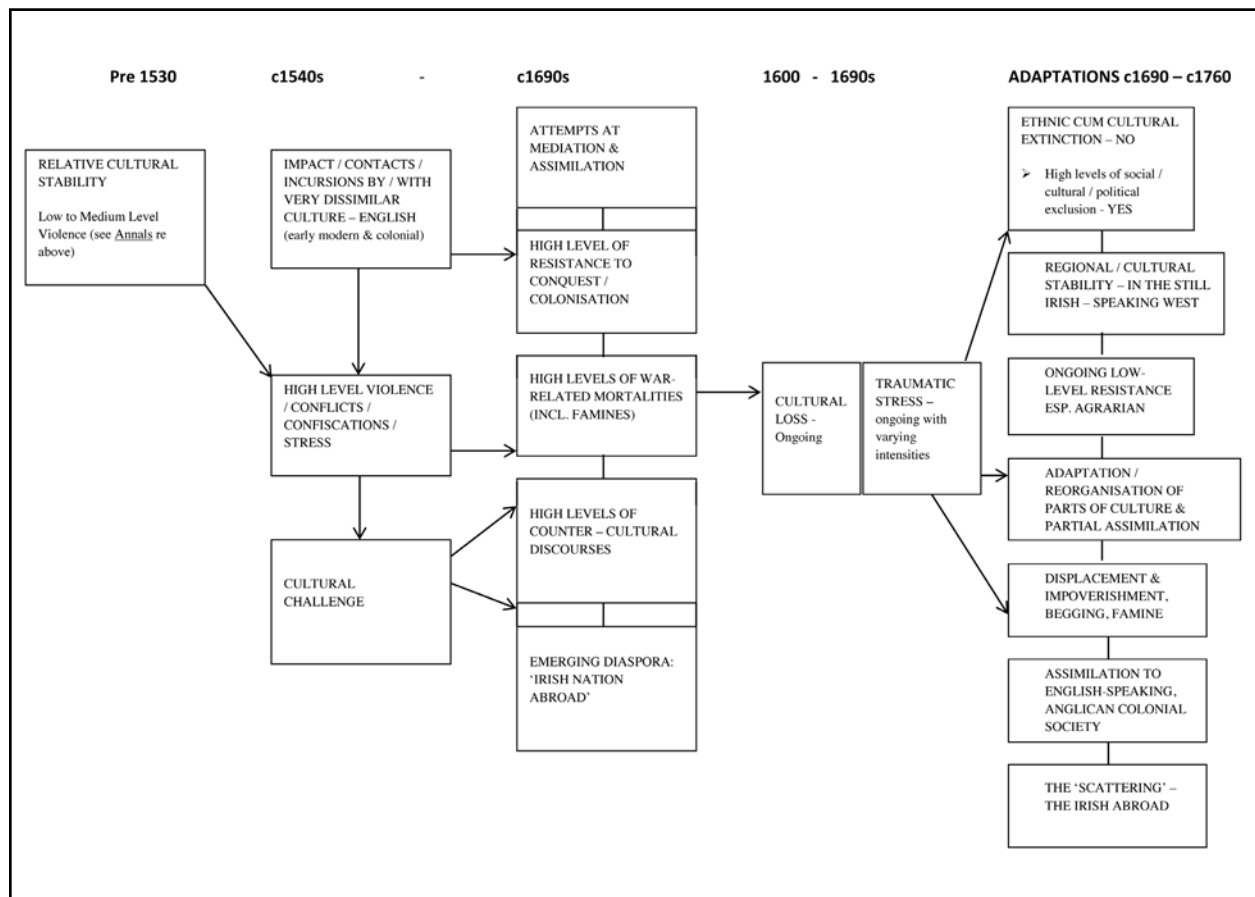 Pre 1530
c1540s - c1690s
1600 - 1690s
ADAPTATIONS c1690 – c1760
RELATIVE CULTURAL
STABILITY
Low to Medium Level
Violence (see Annals re
above)
IMPACT / CONTACTS /
INCURSIONS BY / WITH
VERY DISSIMILAR
CULTURE – ENGLISH
(early modern & colonial)
HIGH LEVEL VIOLENCE
/ CONFLICTS /
CONFISCATIONS /
STRESS
CULTURAL
CHALLENGE
ATTEMPTS AT
MEDIATION &
ASSIMILATION
HIGH LEVEL OF
RESISTANCE TO
CONQUEST /
COLONISATION
HIGH LEVELS OF WAR-
RELATED MORTALITIES
(INCL. FAMINES)
HIGH LEVELS OF
COUNTER – CULTURAL
DISCOURSES
EMERGING DIASPORA:
‘IRISH NATION
ABROAD’
CULTURAL
LOSS -
Ongoing
TRAUMATIC
STRESS –
ongoing with
varying
intensities
ETHNIC CUM CULTURAL
EXTINCTION – NO
➢ High levels of social /
cultural / political
exclusion - YES
REGIONAL / CULTURAL
STABILITY – IN THE STILL
IRISH – SPEAKING WEST
ONGOING LOW-
LEVEL RESISTANCE
ESP. AGRARIAN
ADAPTATION /
REORGANISATION OF
PARTS OF CULTURE &
PARTIAL ASSIMILATION
DISPLACEMENT &
IMPOVERISHMENT,
BEGGING, FAMINE
ASSIMILATION TO
ENGLISH-SPEAKING,
ANGLICAN COLONIAL
SOCIETY
THE ‘SCATTERING’ –
THE IRISH ABROAD